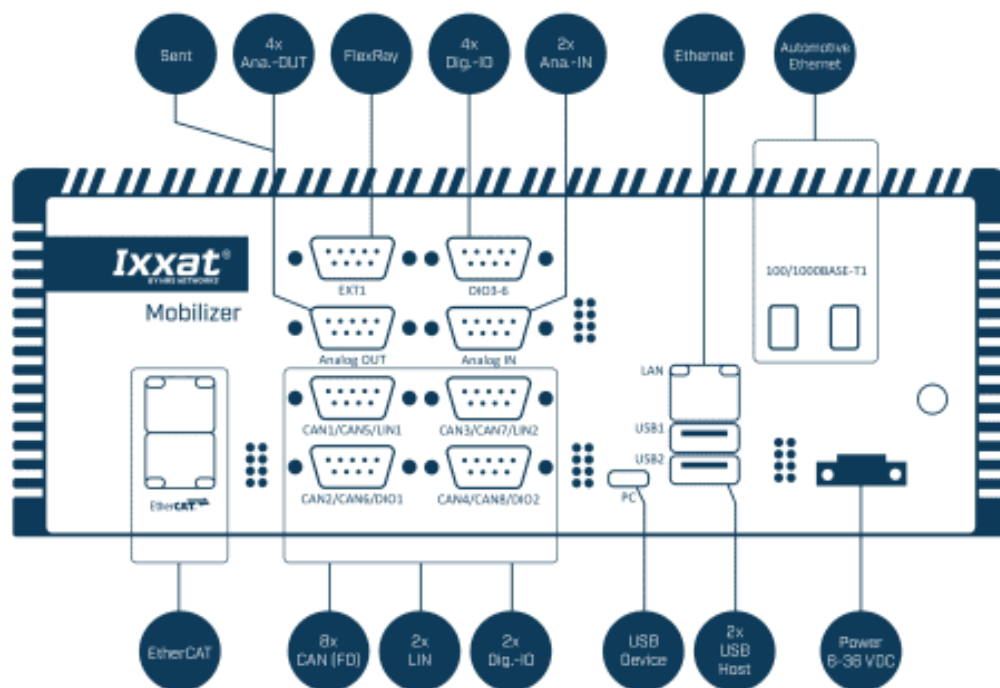 Sent
4x
Ana.-OUT
FlexRay
4x
Dig.-IO
2x
Ana.-IN
Ethernet
Automotive
Ethernet
Ixxat®
BY HMS NETWORKS
Mobilizer
EXT1
DIO3-6
100/1000BASE-T1
Analog OUT
Analog IN
LAN
CAN1/CAN5/LIN1
CAN3/CAN7/LIN2
USB1
USB2
CAN2/CAN6/DIO1
CAN4/CAN8/DIO2
PC
EtherCAT
EtherCAT
8x
CAN (FD)
2x
LIN
2x
Dig.-IO
USB
Device
2x
USB
Host
Power
6-36 VDC